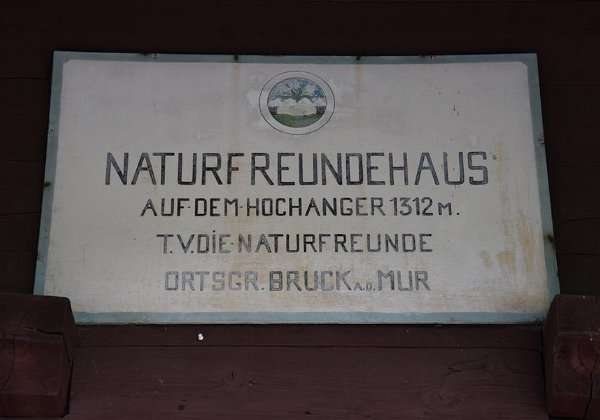 NATURFREUNDEHAUS
AUF·DEM·HOCHANGER 1312 M.
T.V.DiE·NATURFREUNDE
ORTSGR. BRUCK A.D. MUR